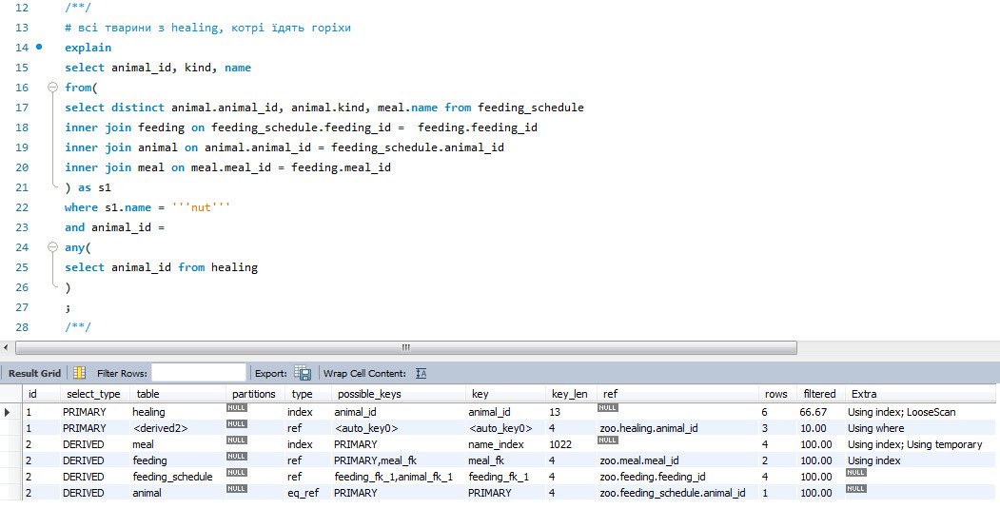 12 /**/
13 # всі тварини з healing, котрі їдять горіхи
14 explain
15 select animal_id, kind, name
16 from(
17 select distinct animal.animal_id, animal.kind, meal.name from feeding_schedule
18 inner join feeding on feeding_schedule.feeding_id =  feeding.feeding_id
19 inner join animal on animal.animal_id = feeding_schedule.animal_id
20 inner join meal on meal.meal_id = feeding.meal_id
21 ) as s1
22 where s1.name = '''nut'''
23 and animal_id =
24 any(
25 select animal_id from healing
26 )
27 ;
28 /**/
Result Grid Filter Rows: Export: Wrap Cell Content: IA
id select_type table partitions type possible_keys key key_len ref rows filtered Extra
1 PRIMARY healing NULL index animal_id animal_id 13 NULL 6 66.67 Using index; LooseScan
1 PRIMARY <derived2> NULL ref <auto_key0> <auto_key0> 4 zoo.healing.animal_id 3 10.00 Using where
2 DERIVED meal NULL index PRIMARY name_index 1022 NULL 4 100.00 Using index; Using temporary
2 DERIVED feeding NULL ref PRIMARY,meal_fk meal_fk 4 zoo.meal.meal_id 2 100.00 Using index
2 DERIVED feeding_schedule NULL ref feeding_fk_1,animal_fk_1 feeding_fk_1 4 zoo.feeding.feeding_id 4 100.00 NULL
2 DERIVED animal NULL eq_ref PRIMARY PRIMARY 4 zoo.feeding_schedule.animal_id 1 100.00 NULL